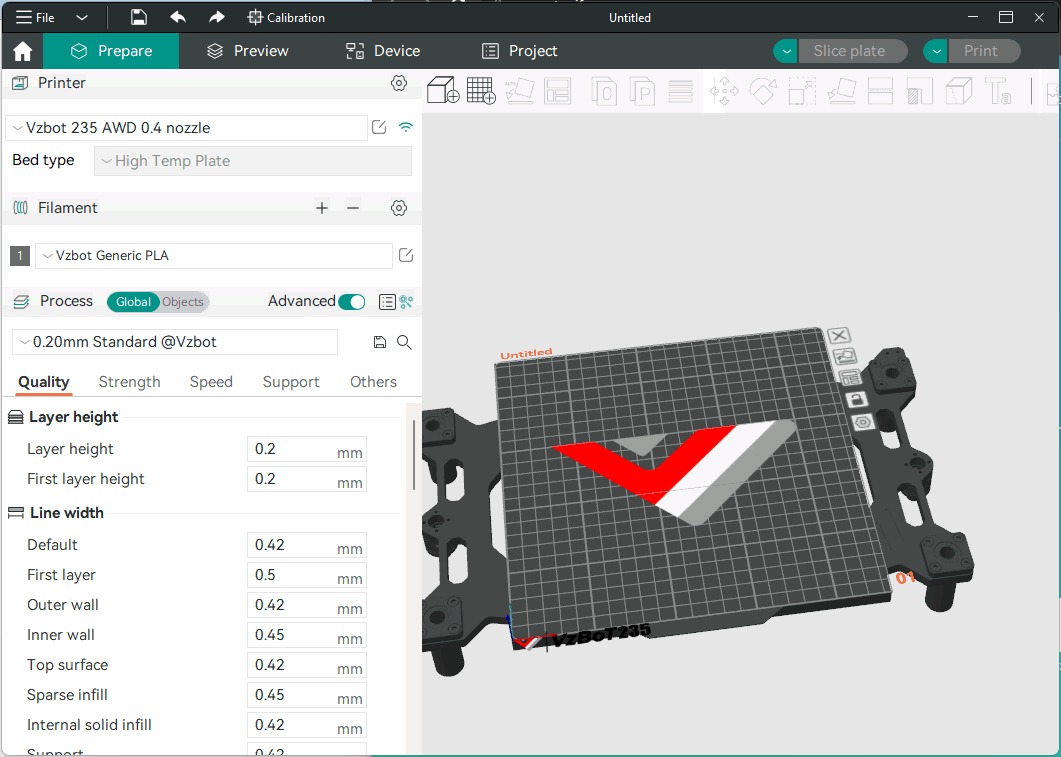 File
Calibration
Untitled
Prepare
Preview
Device
Project
Slice plate
Print
Printer
Vzbot 235 AWD 0.4 nozzle
Bed type
High Temp Plate
Filament
1
Vzbot Generic PLA
Process
Global
Objects
Advanced
0.20mm Standard @Vzbot
Quality
Strength
Speed
Support
Others
Layer height
Layer height 0.2 mm
First layer height 0.2 mm
Line width
Default 0.42 mm
First layer 0.5 mm
Outer wall 0.42 mm
Inner wall 0.45 mm
Top surface 0.42 mm
Sparse infill 0.45 mm
Internal solid infill 0.42 mm
Support 0.42
Untitled
01
VzBoT235